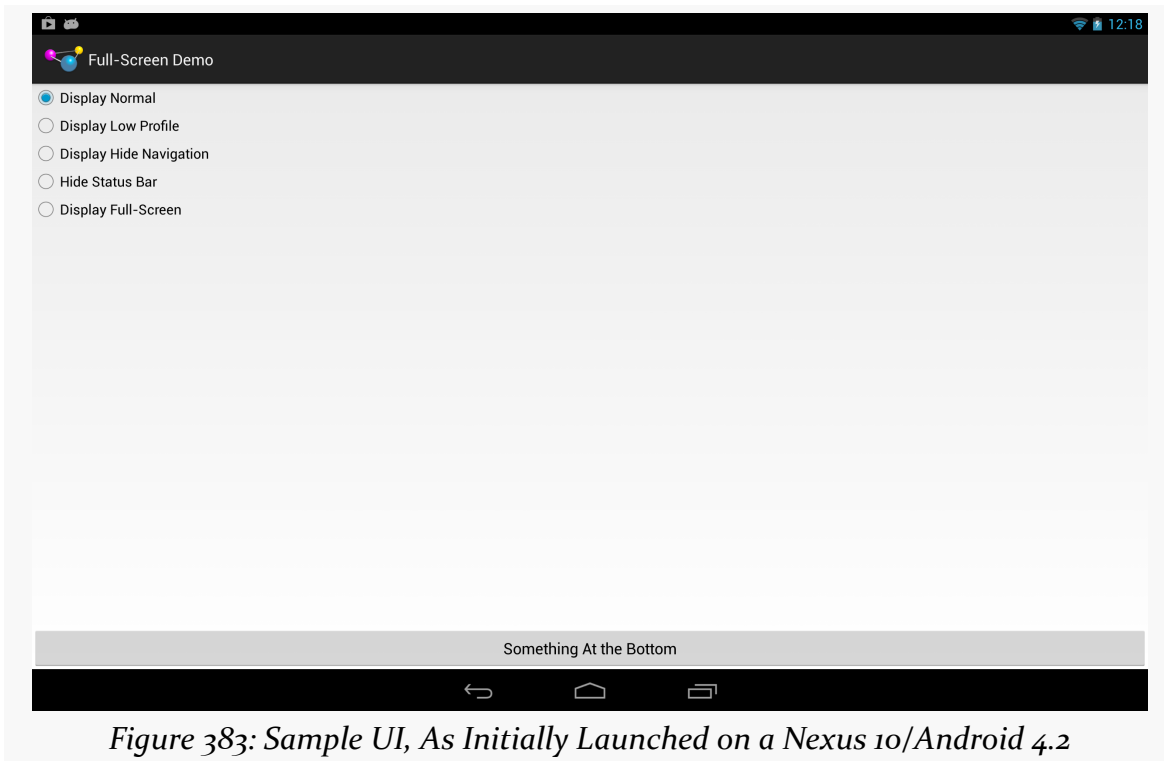 12:18
Full-Screen Demo
Display Normal
Display Low Profile
Display Hide Navigation
Hide Status Bar
Display Full-Screen
Something At the Bottom
Figure 383: Sample UI, As Initially Launched on a Nexus 10/Android 4.2